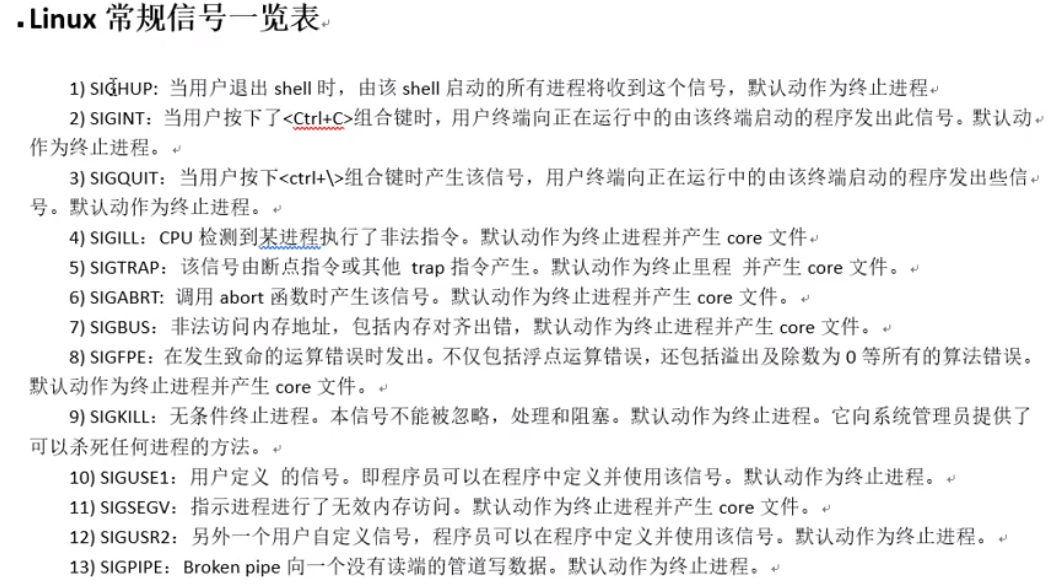 Linux 常规信号一览表
1) SIGHUP: 当用户退出 shell 时，由该 shell 启动的所有进程将收到这个信号，默认动作为终止进程
2) SIGINT：当用户按下了<Ctrl+C>组合键时，用户终端向正在运行中的由该终端启动的程序发出此信号。默认动
作为终止进程。
3) SIGQUIT：当用户按下<ctrl+\>组合键时产生该信号，用户终端向正在运行中的由该终端启动的程序发出些信
号。默认动作为终止进程。
4) SIGILL：CPU 检测到某进程执行了非法指令。默认动作为终止进程并产生 core 文件
5) SIGTRAP：该信号由断点指令或其他 trap 指令产生。默认动作为终止里程 并产生 core 文件。
6) SIGABRT: 调用 abort 函数时产生该信号。默认动作为终止进程并产生 core 文件。
7) SIGBUS：非法访问内存地址，包括内存对齐出错，默认动作为终止进程并产生 core 文件。
8) SIGFPE：在发生致命的运算错误时发出。不仅包括浮点运算错误，还包括溢出及除数为 0 等所有的算法错误。
默认动作为终止进程并产生 core 文件。
9) SIGKILL：无条件终止进程。本信号不能被忽略，处理和阻塞。默认动作为终止进程。它向系统管理员提供了
可以杀死任何进程的方法。
10) SIGUSE1：用户定义 的信号。即程序员可以在程序中定义并使用该信号。默认动作为终止进程。
11) SIGSEGV：指示进程进行了无效内存访问。默认动作为终止进程并产生 core 文件。
12) SIGUSR2：另外一个用户自定义信号，程序员可以在程序中定义并使用该信号。默认动作为终止进程。
13) SIGPIPE：Broken pipe 向一个没有读端的管道写数据。默认动作为终止进程。